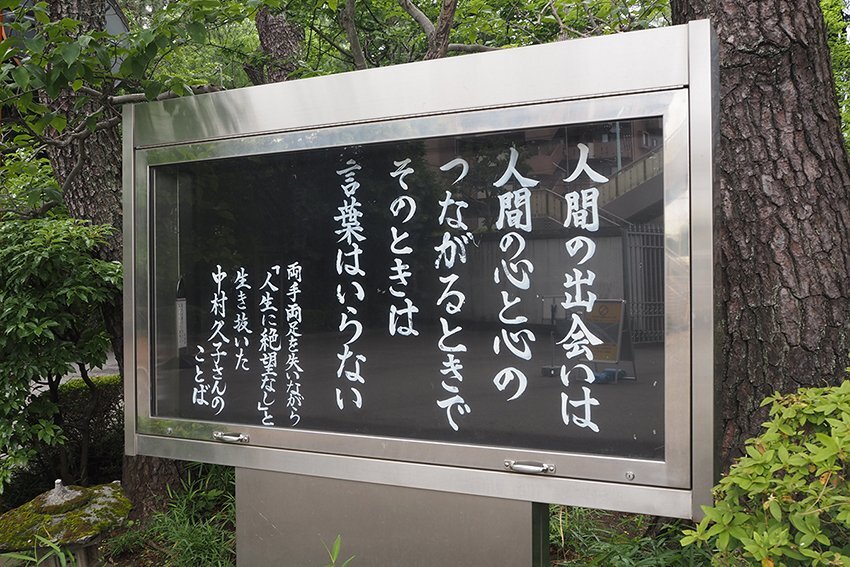 人間の出会いは
人間の心と心の
つながるときで
そのときは
言葉はいらない
両手両足を失いながら
「人生に絶望なし」と
生き抜いた
中村久子さんの
ことば